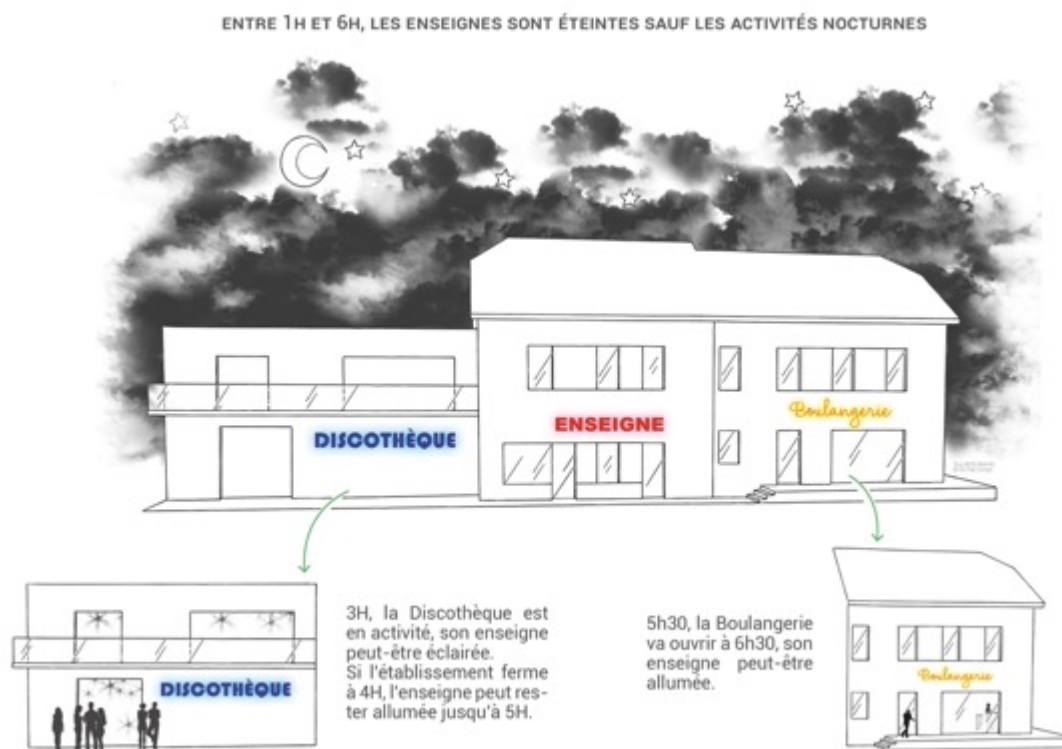 ENTRE 1H ET 6H, LES ENSEIGNES SONT ÉTEINTES SAUF LES ACTIVITÉS NOCTURNES
DISCOTHÈQUE
ENSEIGNE
Boulangerie
3H, la Discothèque est
en activité, son enseigne
peut-être éclairée.
Si l'établissement ferme
à 4H, l'enseigne peut res-
ter allumée jusqu'à 5H.
DISCOTHÈQUE
5h30, la Boulangerie
va ouvrir à 6h30, son
enseigne peut-être
allumée.
Boulangerie